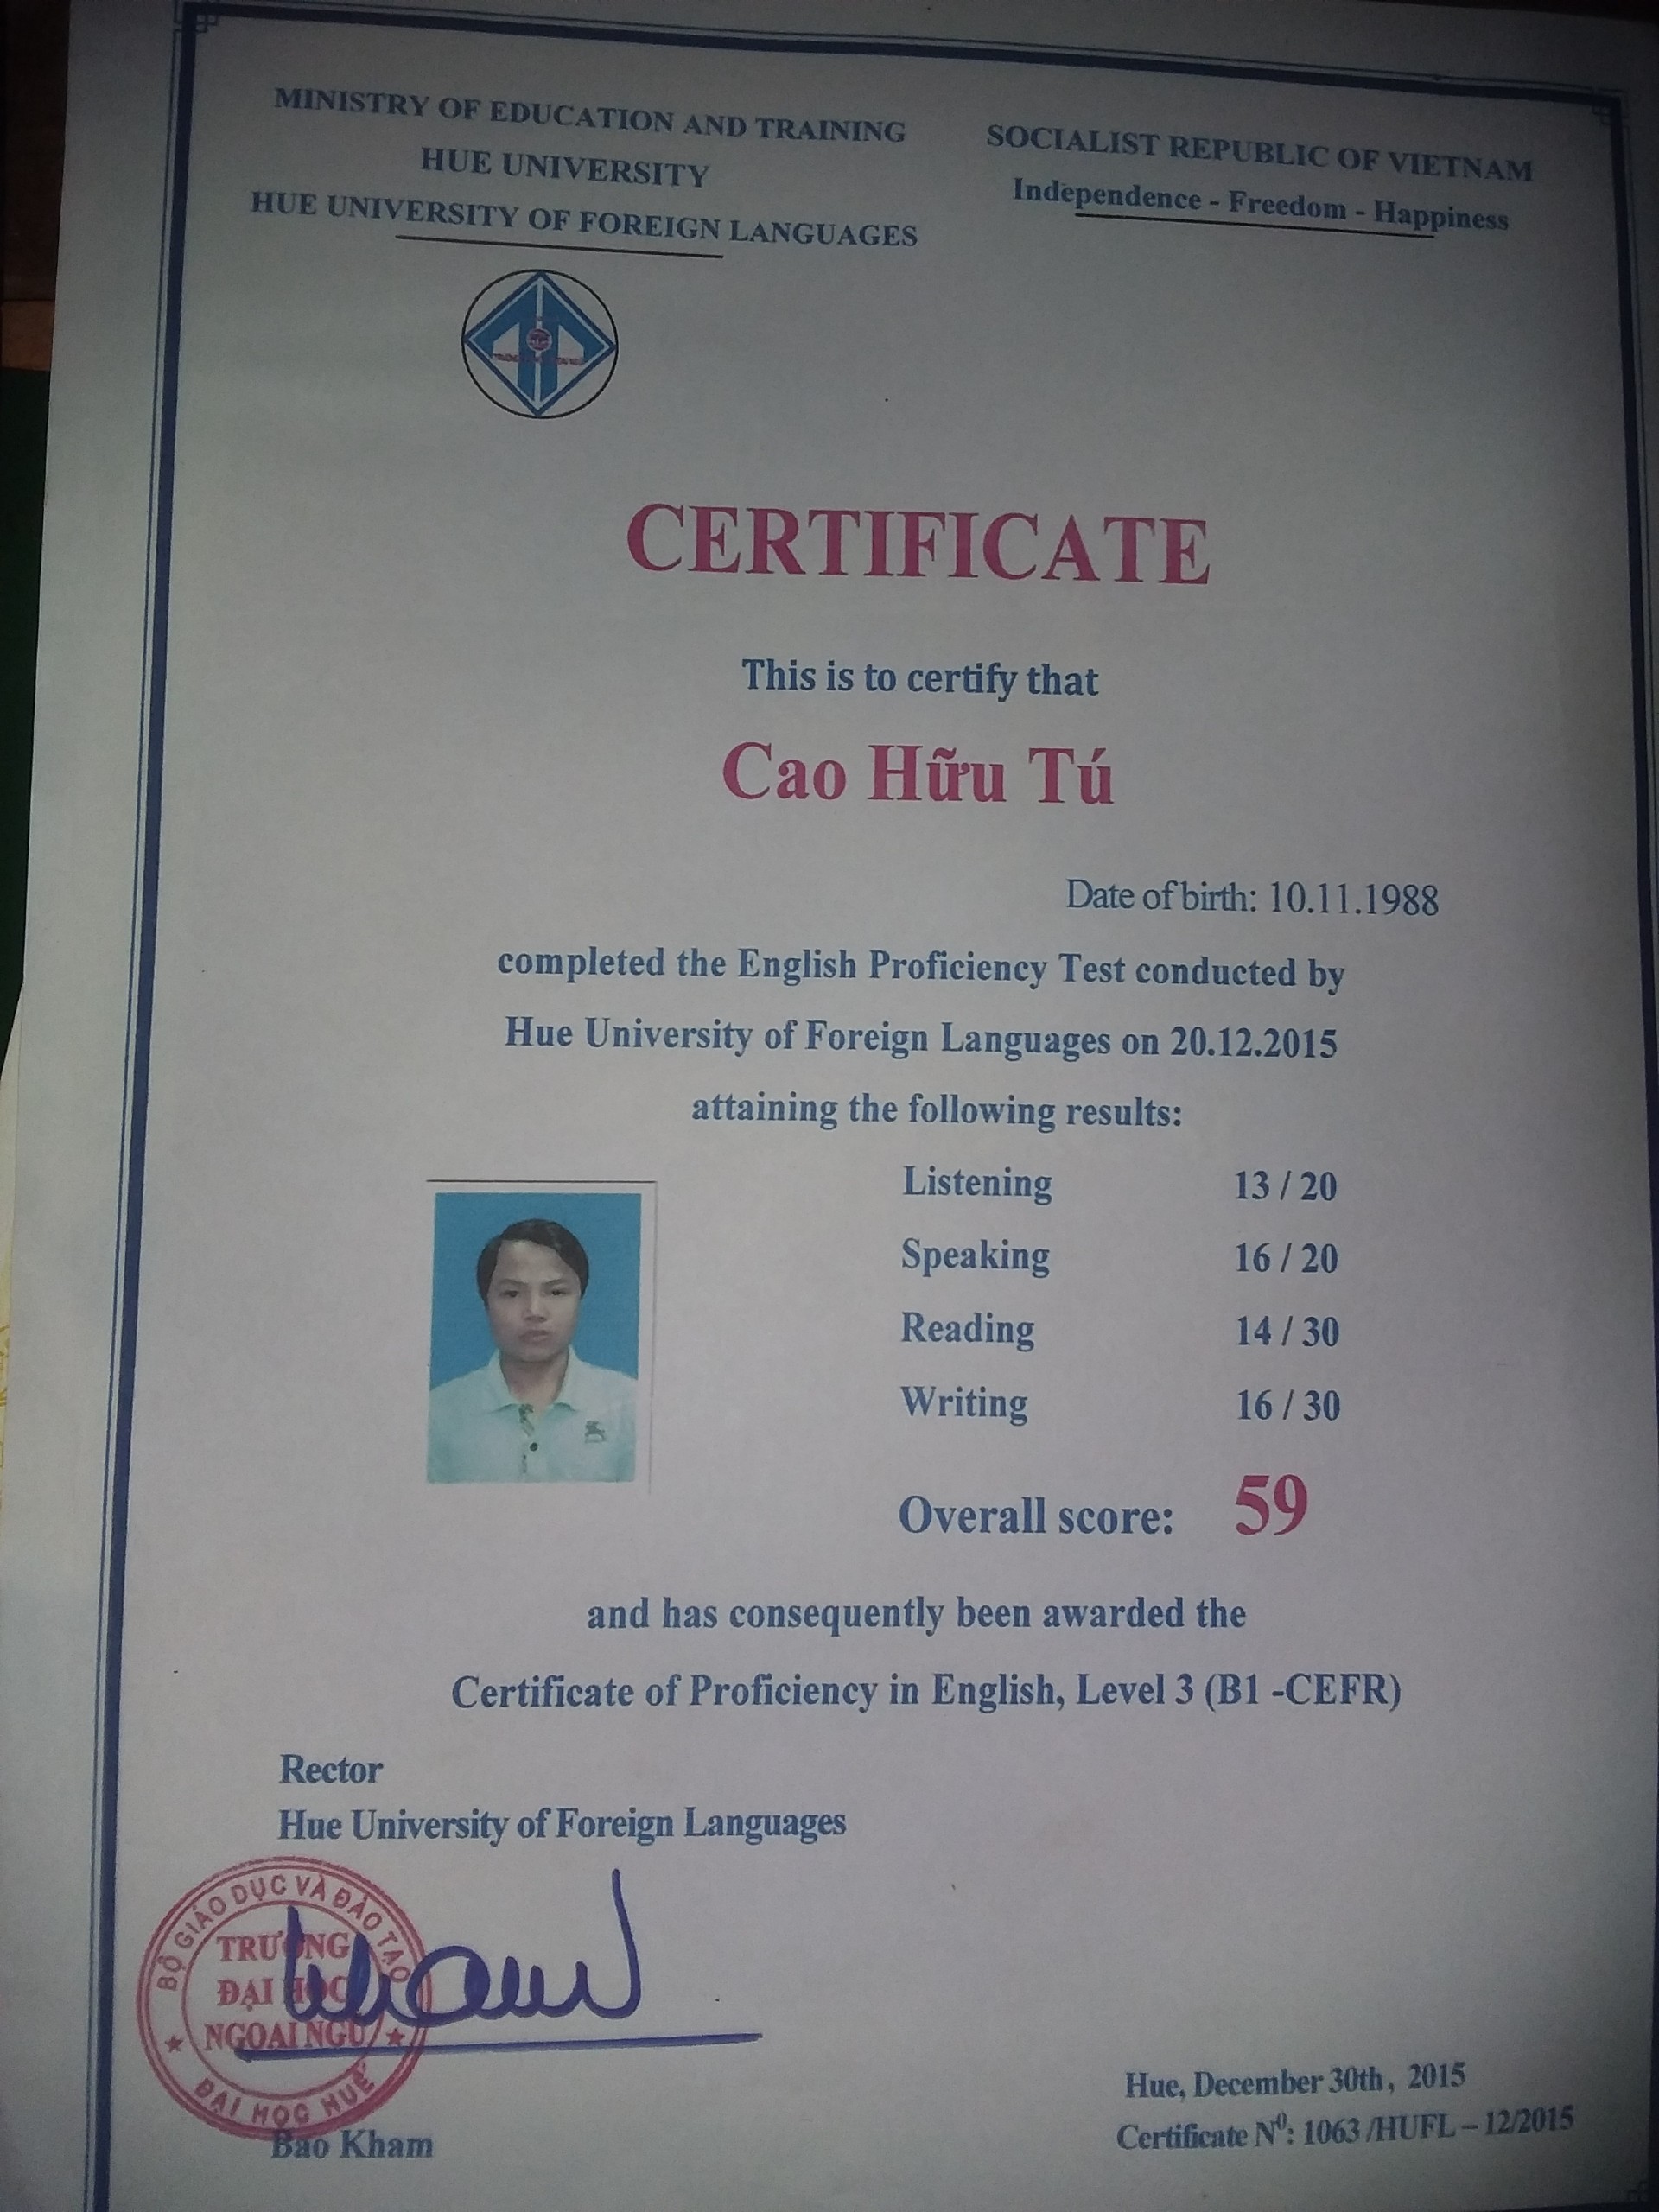 MINISTRY OF EDUCATION AND TRAINING
HUE UNIVERSITY
HUE UNIVERSITY OF FOREIGN LANGUAGES
SOCIALIST REPUBLIC OF VIETNAM
Independence - Freedom - Happiness
CERTIFICATE
This is to certify that
Cao Hữu Tú
Date of birth: 10.11.1988
completed the English Proficiency Test conducted by
Hue University of Foreign Languages on 20.12.2015
attaining the following results:
Listening 13 / 20
Speaking 16 / 20
Reading 14 / 30
Writing 16 / 30
Overall score: 59
and has consequently been awarded the
Certificate of Proficiency in English, Level 3 (B1 -CEFR)
Rector
Hue University of Foreign Languages
BỘ GIÁO DỤC VÀ ĐÀO TẠO
TRƯỜNG
ĐẠI HỌC
NGOẠI NGỮ
ĐẠI HỌC HUẾ
Bao Kham
Hue, December 30th, 2015
Certificate N⁰: 1063 /HUFL – 12/2015